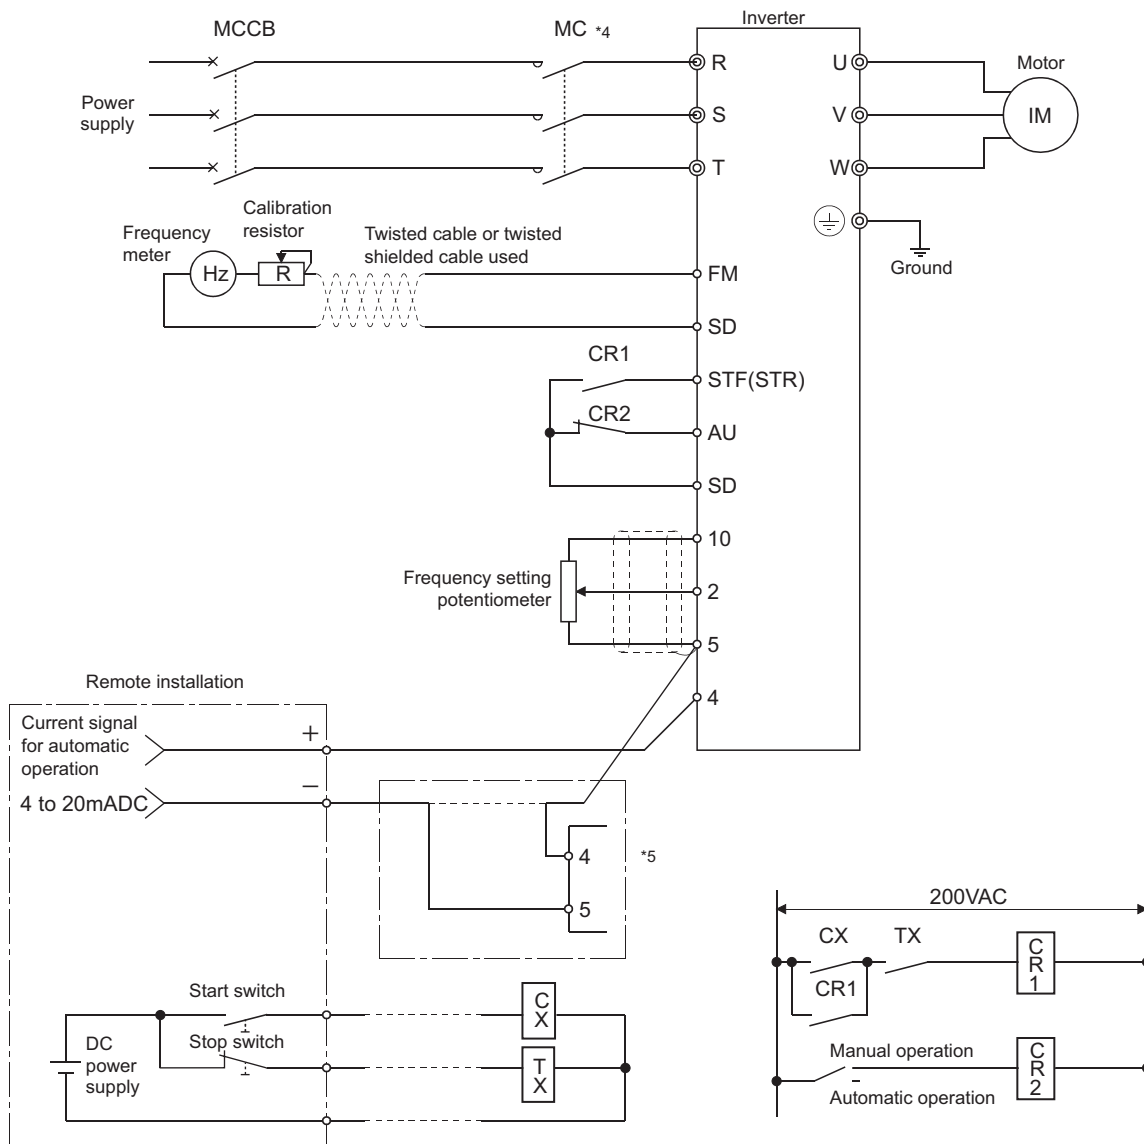 Inverter
MCCB
MC *4
R
U
Motor
Power
supply
S
V
IM
T
W
Calibration
resistor
Frequency
meter
Twisted cable or twisted
shielded cable used
Ground
Hz
R
FM
SD
CR1
STF(STR)
CR2
AU
SD
10
Frequency setting
potentiometer
2
5
Remote installation
4
Current signal
for automatic
operation
+
−
4 to 20mADC
4
*5
5
200VAC
CX
TX
CR1
CR1
Start switch
CX
Stop switch
DC
power
supply
TX
Manual operation
CR2
Automatic operation